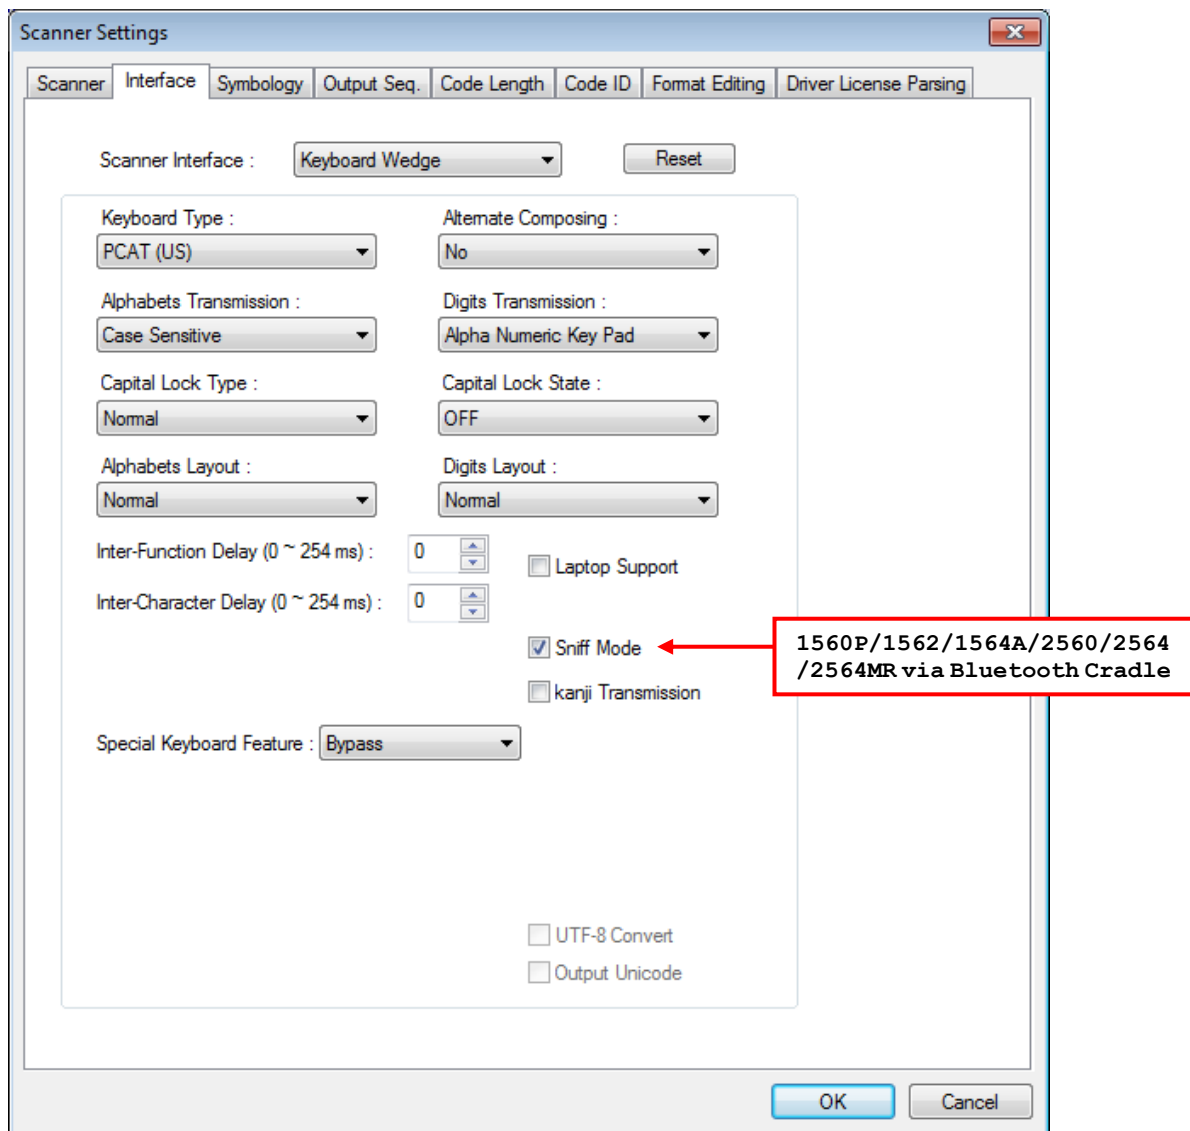 Scanner Settings
Scanner Interface Symbology Output Seq. Code Length Code ID Format Editing Driver License Parsing
Scanner Interface : Keyboard Wedge Reset
Keyboard Type : Alternate Composing :
PCAT (US) No
Alphabets Transmission : Digits Transmission :
Case Sensitive Alpha Numeric Key Pad
Capital Lock Type : Capital Lock State :
Normal OFF
Alphabets Layout : Digits Layout :
Normal Normal
Inter-Function Delay (0 ~ 254 ms) : 0
Laptop Support
Inter-Character Delay (0 ~ 254 ms) : 0
Sniff Mode
1560P/1562/1564A/2560/2564
/2564MR via Bluetooth Cradle
kanji Transmission
Special Keyboard Feature : Bypass
UTF-8 Convert
Output Unicode
OK Cancel